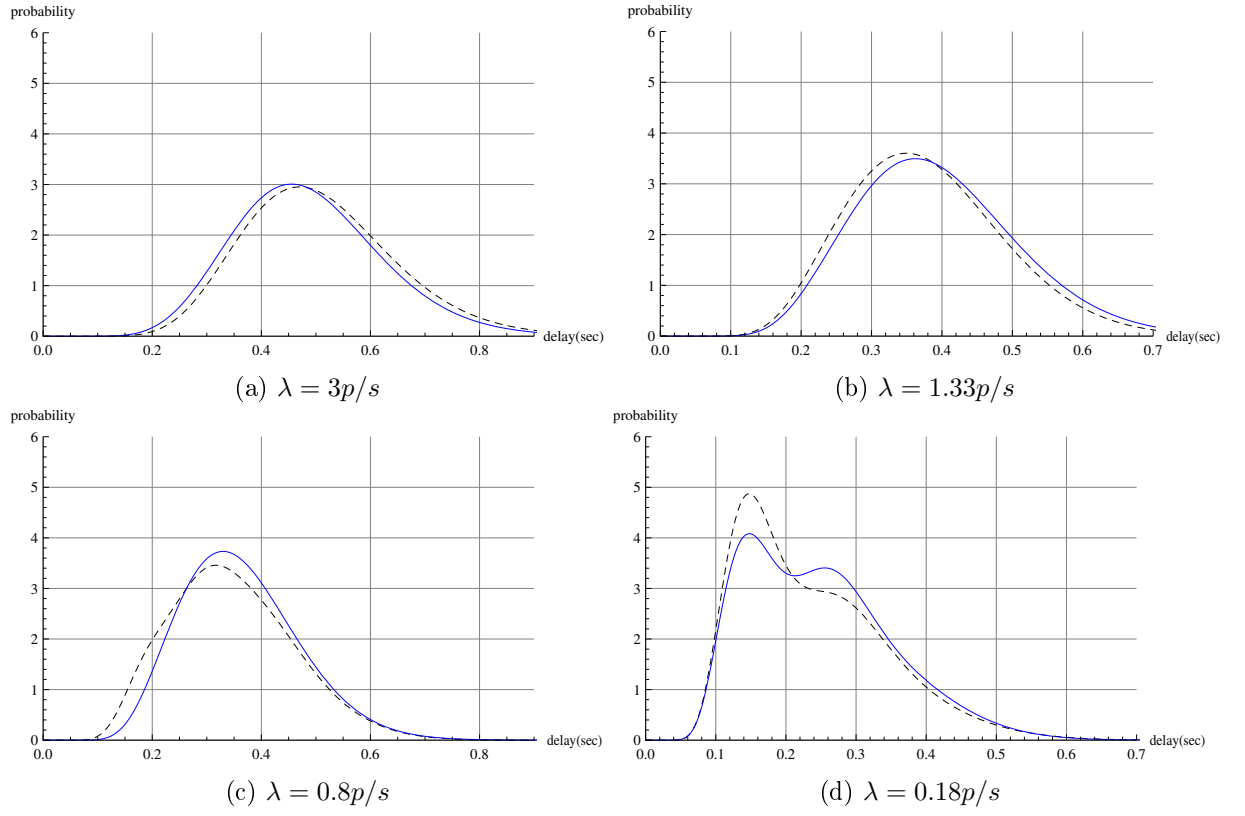 probability
6
5
4
3
2
1
0
0.0 0.2 0.4 0.6 0.8
delay(sec)
(a) λ = 3p/s
probability
6
5
4
3
2
1
0
0.0 0.1 0.2 0.3 0.4 0.5 0.6 0.7
delay(sec)
(b) λ = 1.33p/s
probability
6
5
4
3
2
1
0
0.0 0.2 0.4 0.6 0.8
delay(sec)
(c) λ = 0.8p/s
probability
6
5
4
3
2
1
0
0.0 0.1 0.2 0.3 0.4 0.5 0.6 0.7
delay(sec)
(d) λ = 0.18p/s